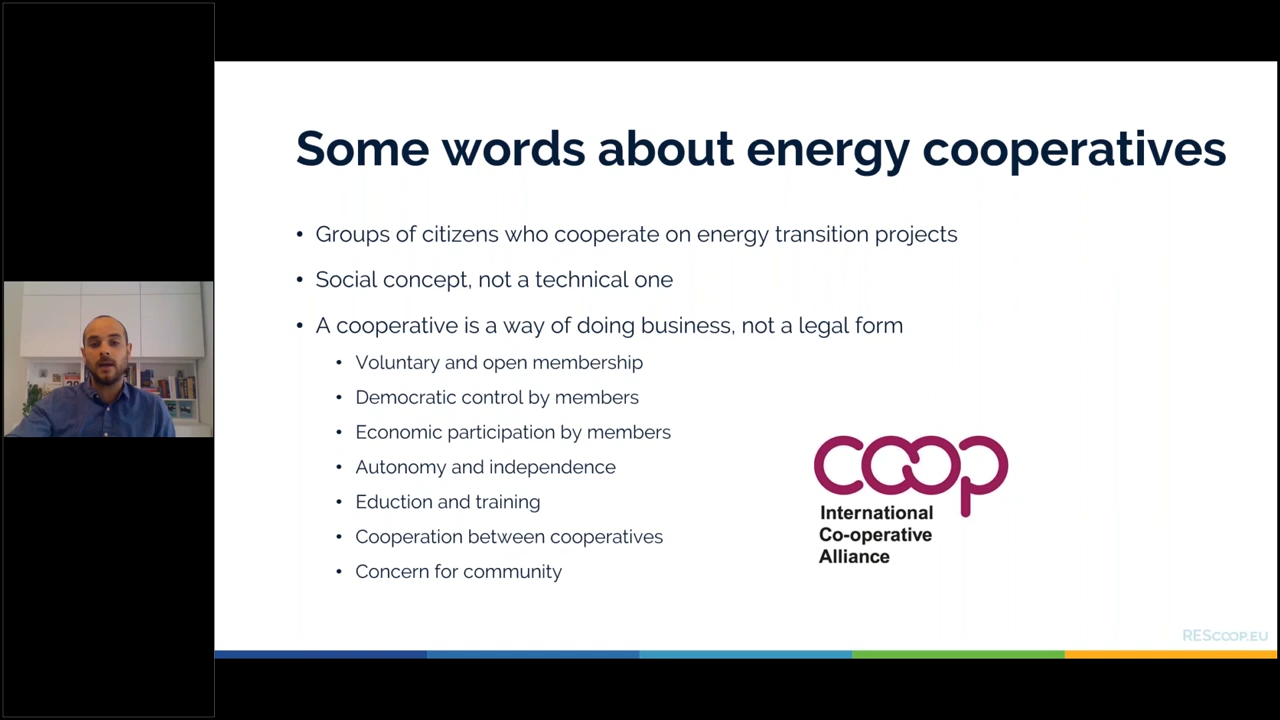 Some words about energy cooperatives
• Groups of citizens who cooperate on energy transition projects
• Social concept, not a technical one
• A cooperative is a way of doing business, not a legal form
• Voluntary and open membership
• Democratic control by members
• Economic participation by members
• Autonomy and independence
• Eduction and training
• Cooperation between cooperatives
• Concern for community
coop
International
Co-operative
Alliance
REScoop.eu